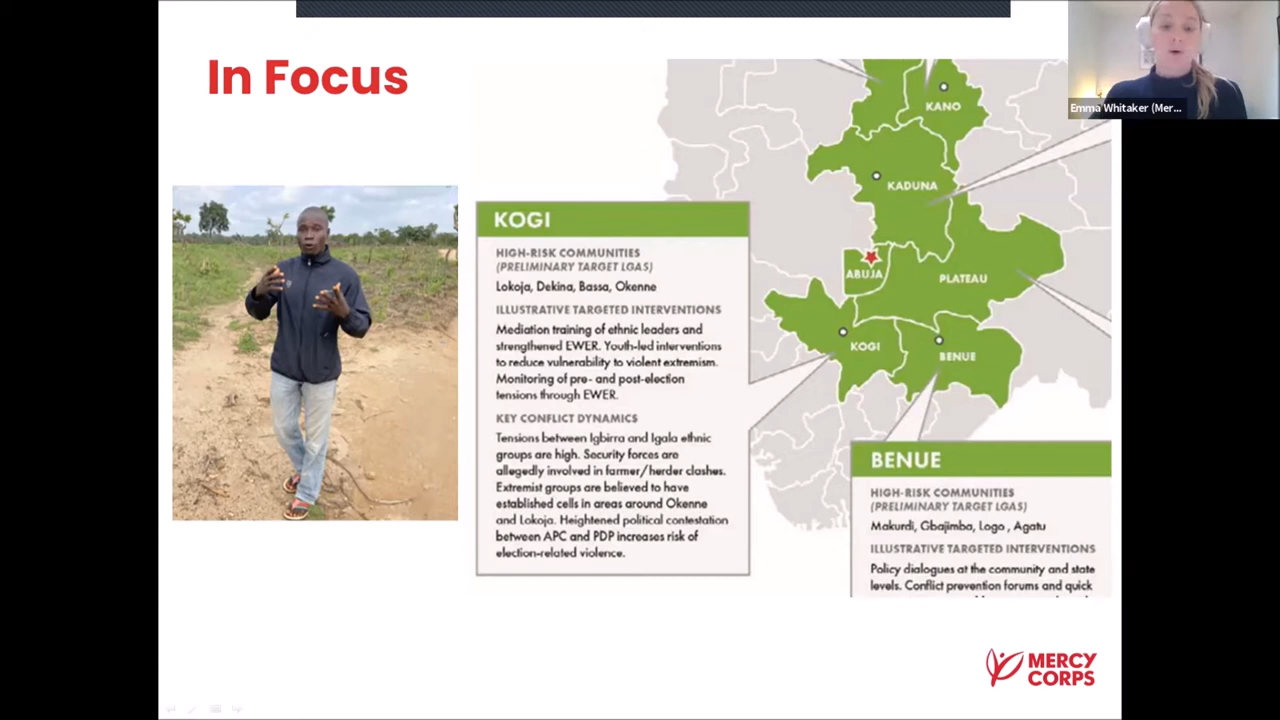 In Focus
Emma Whitaker (Mer...
KANO
KADUNA
ABUJA
PLATEAU
KOGI
BENUE
KOGI
HIGH-RISK COMMUNITIES
(PRELIMINARY TARGET LGAS)
Lokoja, Dekina, Bassa, Okenne
ILLUSTRATIVE TARGETED INTERVENTIONS
Mediation training of ethnic leaders and
strengthened EWER. Youth-led interventions
to reduce vulnerability to violent extremism.
Monitoring of pre- and post-election
tensions through EWER.
KEY CONFLICT DYNAMICS
Tensions between Igbirra and Igala ethnic
groups are high. Security forces are
allegedly involved in farmer/herder clashes.
Extremist groups are believed to have
established cells in areas around Okenne
and Lokoja. Heightened political contestation
between APC and PDP increases risk of
election-related violence.
BENUE
HIGH-RISK COMMUNITIES
(PRELIMINARY TARGET LGAS)
Makurdi, Gbajimba, Logo , Agatu
ILLUSTRATIVE TARGETED INTERVENTIONS
Policy dialogues at the community and state
levels. Conflict prevention forums and quick
MERCY
CORPS